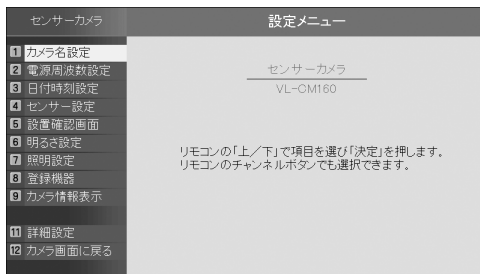 センサーカメラ
設定メニュー
1 カメラ名設定
2 電源周波数設定
3 日付時刻設定
4 センサー設定
5 設置確認画面
6 明るさ設定
7 照明設定
8 登録機器
9 カメラ情報表示
11 詳細設定
12 カメラ画面に戻る
センサーカメラ
VL-CM160
リモコンの「上／下」で項目を選び「決定」を押します。
リモコンのチャンネルボタンでも選択できます。